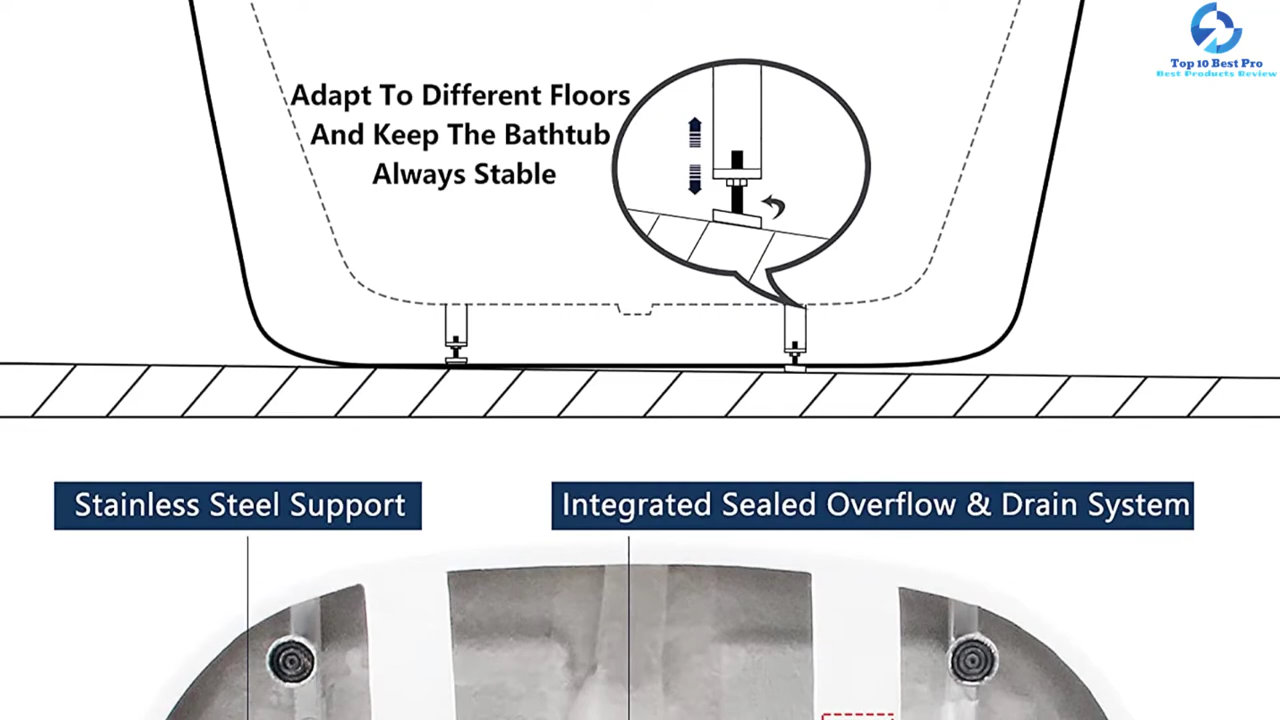 Top 10 Best Pro
Best Products Review
Adapt To Different Floors
And Keep The Bathtub
Always Stable
Stainless Steel Support
Integrated Sealed Overflow & Drain System